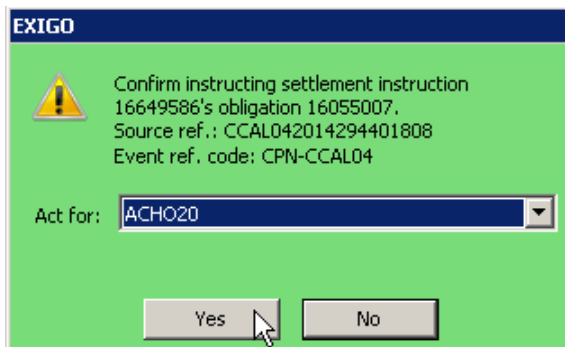 EXIGO
Confirm instructing settlement instruction
16649586's obligation 16055007.
Source ref.: CCAL042014294401808
Event ref. code: CPN-CCAL04
Act for: ACHO20
Yes No